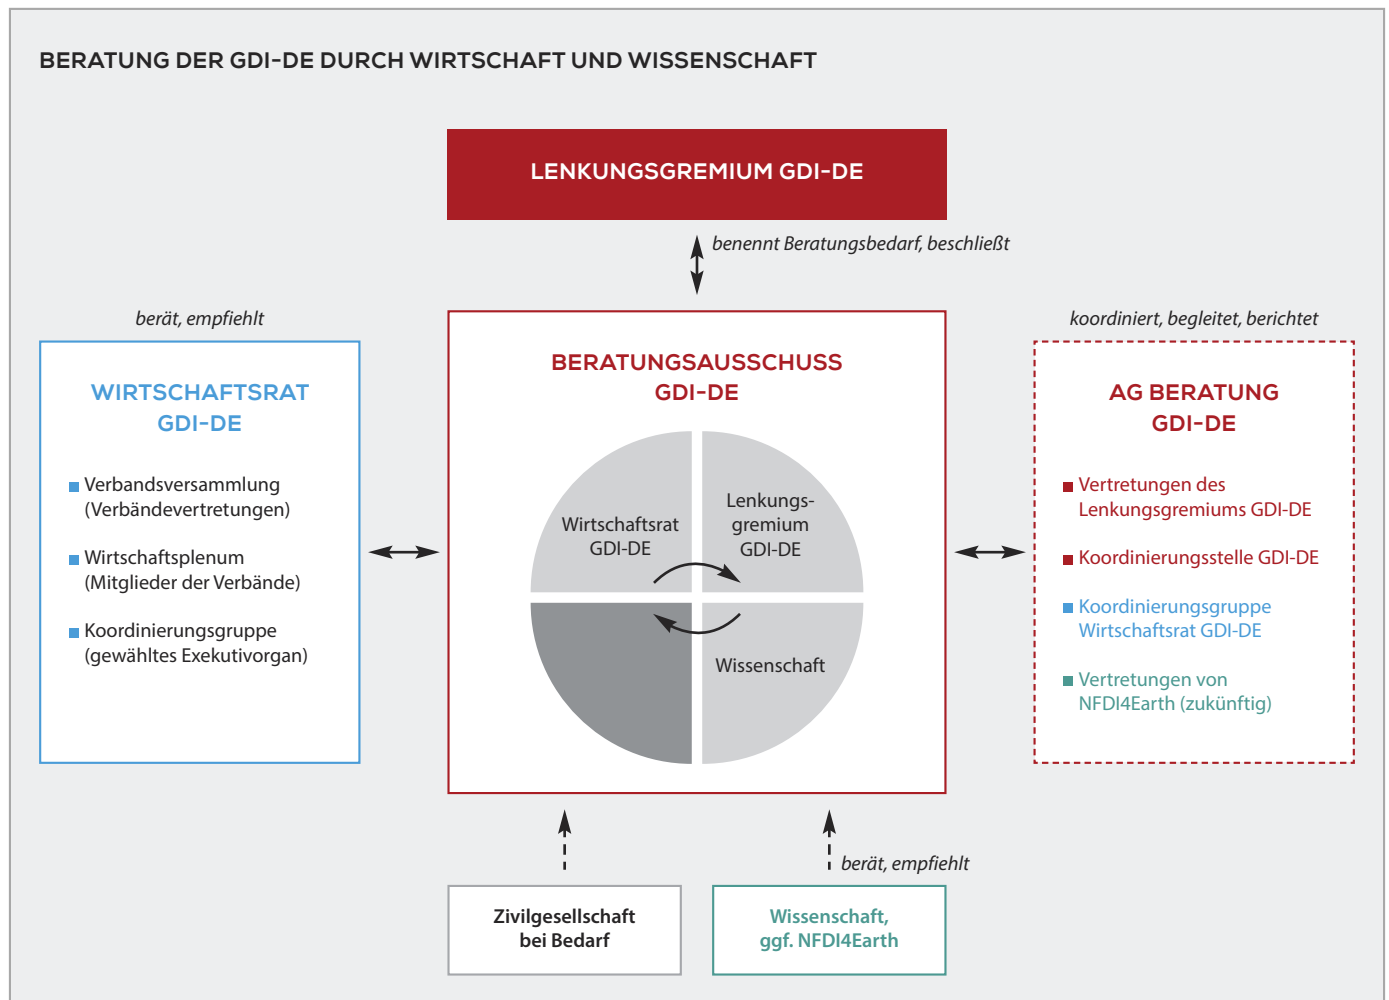 BERATUNG DER GDI-DE DURCH WIRTSCHAFT UND WISSENSCHAFT
LENKUNGSGREMIUM GDI-DE
benennt Beratungsbedarf, beschließt
berät, empfiehlt
WIRTSCHAFTSRAT
GDI-DE
Verbandsversammlung
(Verbändevertretungen)
Wirtschaftsplenum
(Mitglieder der Verbände)
Koordinierungsgruppe
(gewähltes Exekutivorgan)
BERATUNGSAUSSCHUSS
GDI-DE
Wirtschaftsrat
GDI-DE
Lenkungs-
gremium
GDI-DE
Wissenschaft
koordiniert, begleitet, berichtet
AG BERATUNG
GDI-DE
Vertretungen des
Lenkungsgremiums GDI-DE
Koordinierungsstelle GDI-DE
Koordinierungsgruppe
Wirtschaftsrat GDI-DE
Vertretungen von
NFDI4Earth (zukünftig)
berät, empfiehlt
Zivilgesellschaft
bei Bedarf
Wissenschaft,
ggf. NFDI4Earth